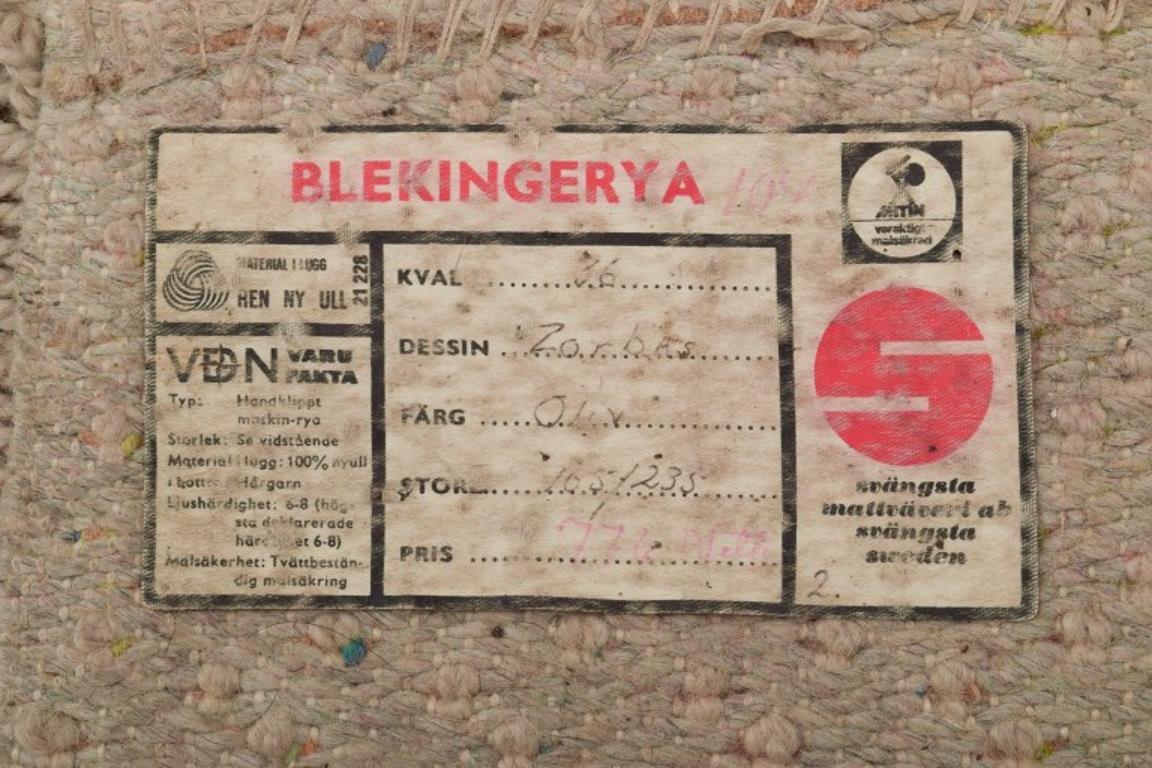 BLEKINGERYA
MITIN
varaktigt
malsäkrad
MATERIAL I LUGG
REN NY ULL
21 228
VDN VARU
FAKTA
Typ: Handklippt
maskin-rya
Storlek: Se vidstående
Material i lugg: 100% nyull
i botten: Hårgarn
Ljushärdighet: 6-8 (hög-
sta deklarerade
härdighet 6-8)
Malsäkerhet: Tvättbestän-
dig malsäkring
KVAL 76
DESSIN Zorbas
FÄRG Oliv
STORL 165/235
PRIS
svängsta
mattväveri ab
svängsta
sweden
2.